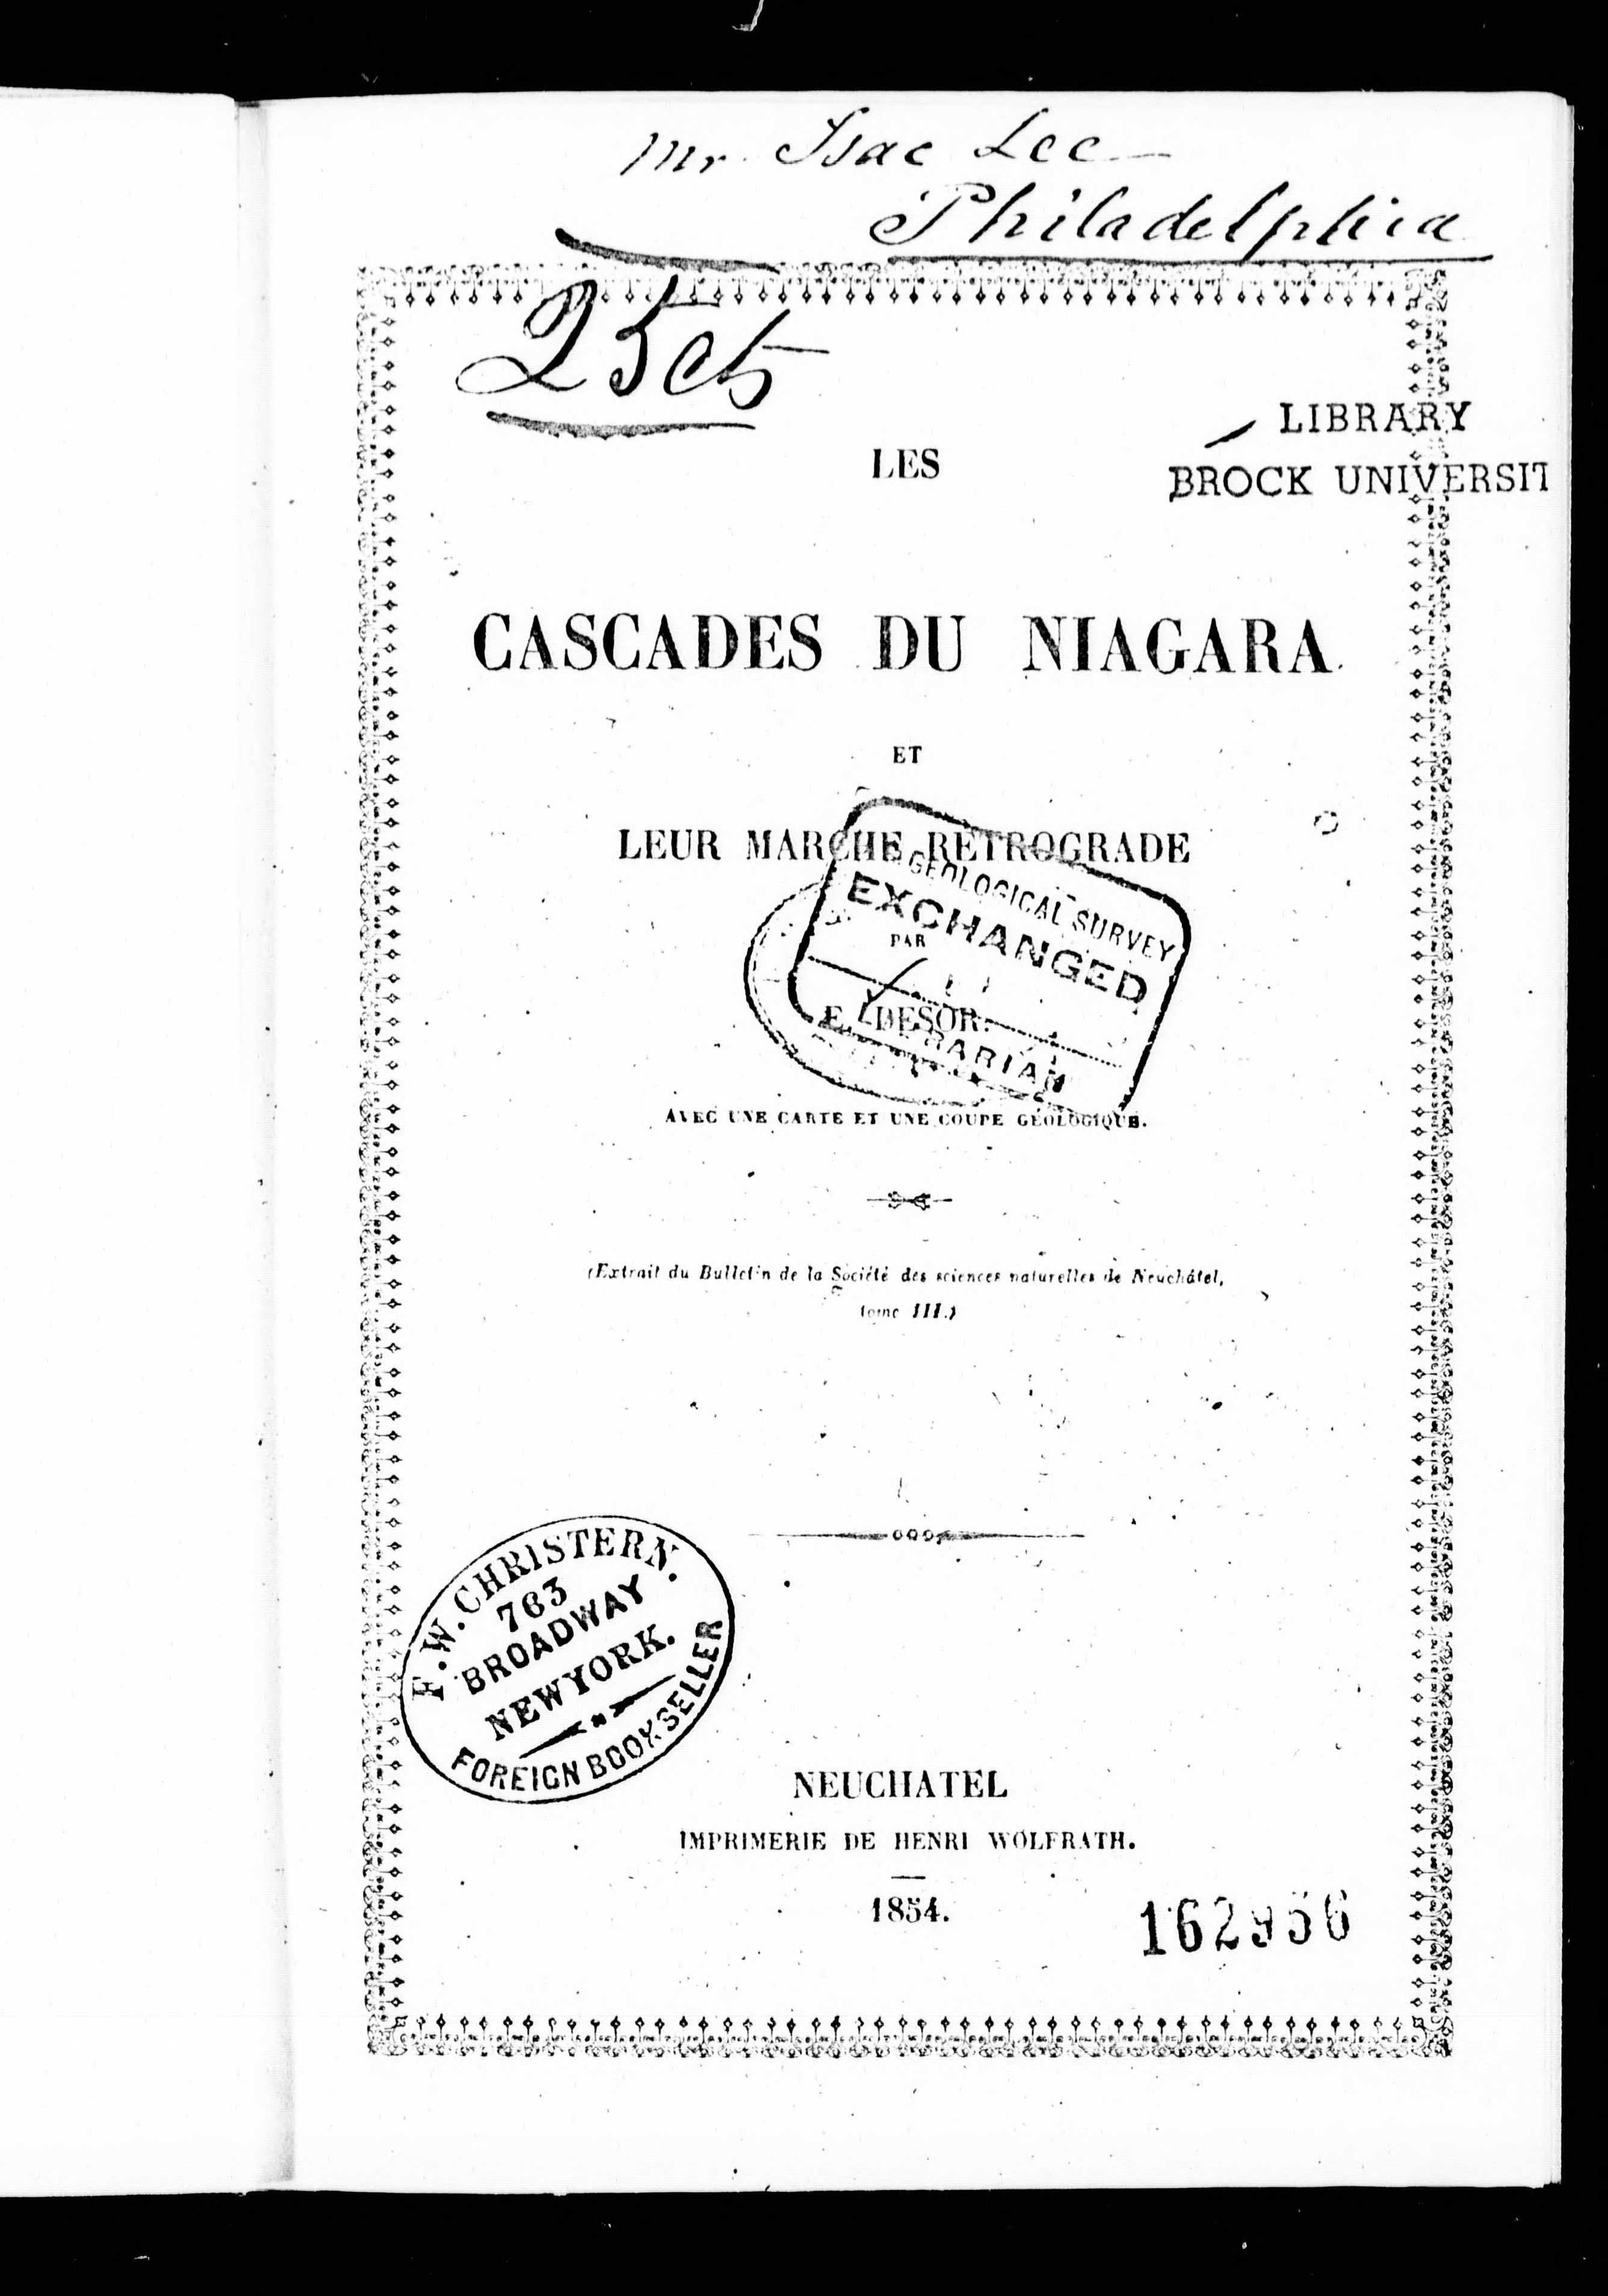 Mr. Isac Lee
Philadelphia
25cts
LIBRARY
BROCK UNIVERSIT
LES
CASCADES DU NIAGARA
ET
LEUR MARCHE RÉTROGRADE
GEOLOGICAL SURVEY
EXCHANGED
PAR
E. DESOR.
LIBRARIAN
AVEC UNE CARTE ET UNE COUPE GÉOLOGIQUE.
(Extrait du Bulletin de la Société des sciences naturelles de Neuchâtel,
tome III.)
F. W. CHRISTERN.
763
BROADWAY
NEWYORK.
FOREIGN BOOKSELLER
NEUCHATEL
IMPRIMERIE DE HENRI WOLFRATH.
1854.
162956